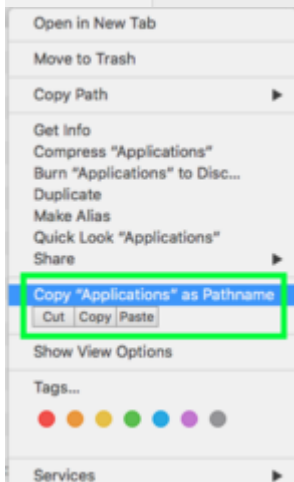 Open in New Tab
Move to Trash
Copy Path
Get Info
Compress “Applications”
Burn “Applications” to Disc...
Duplicate
Make Alias
Quick Look “Applications”
Share
Copy “Applications” as Pathname
Cut Copy Paste
Show View Options
Tags...
Services